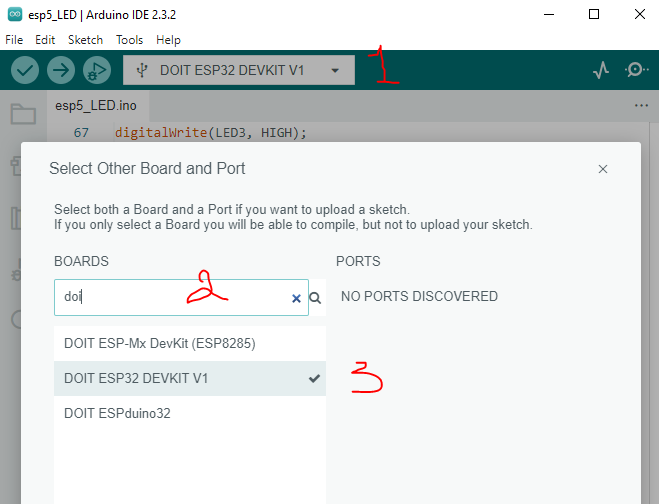 esp5_LED | Arduino IDE 2.3.2
File Edit Sketch Tools Help
DOIT ESP32 DEVKIT V1 1
esp5_LED.ino
67 digitalWrite(LED3, HIGH);
Select Other Board and Port
Select both a Board and a Port if you want to upload a sketch.
If you only select a Board you will be able to compile, but not to upload your sketch.
BOARDS PORTS
doi 2 NO PORTS DISCOVERED
DOIT ESP-Mx DevKit (ESP8285)
DOIT ESP32 DEVKIT V1 3
DOIT ESPduino32